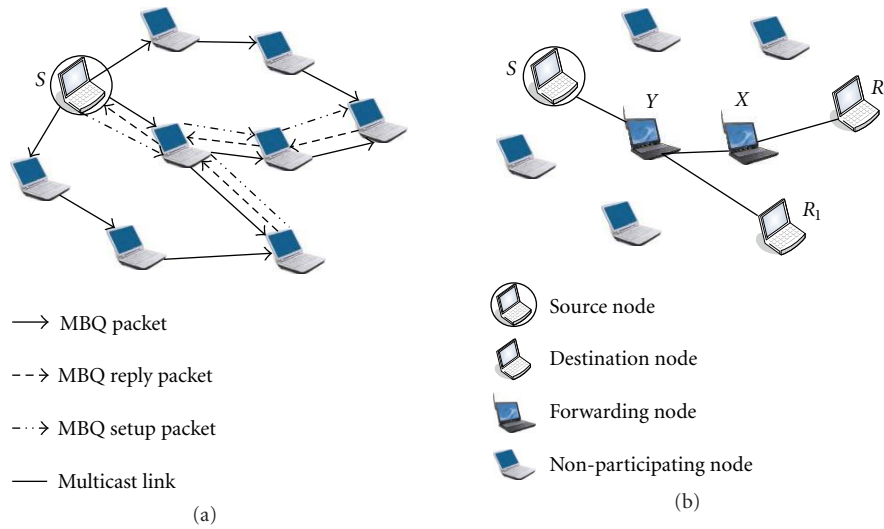 S
MBQ packet
MBQ reply packet
MBQ setup packet
Multicast link
(a)
S
Y
X
R
R1
Source node
Destination node
Forwarding node
Non-participating node
(b)